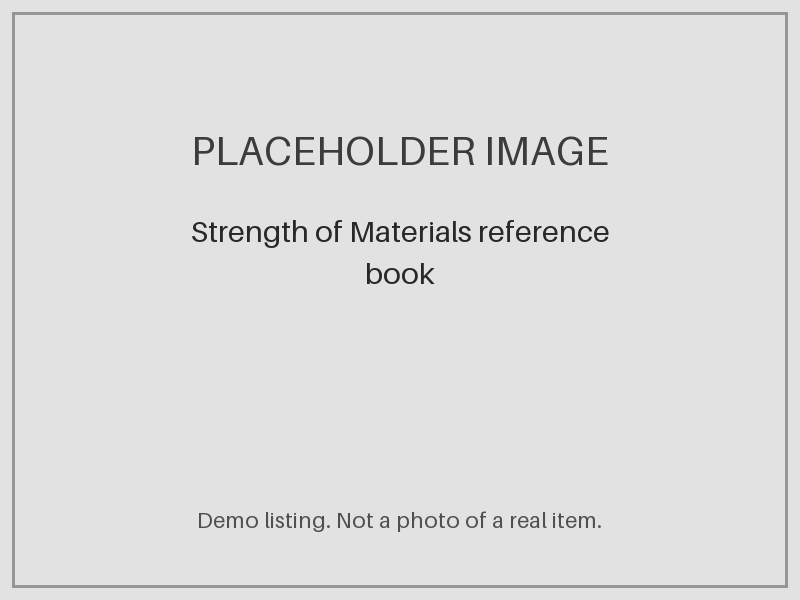 PLACEHOLDER IMAGE
Strength of Materials reference
book
Demo listing. Not a photo of a real item.